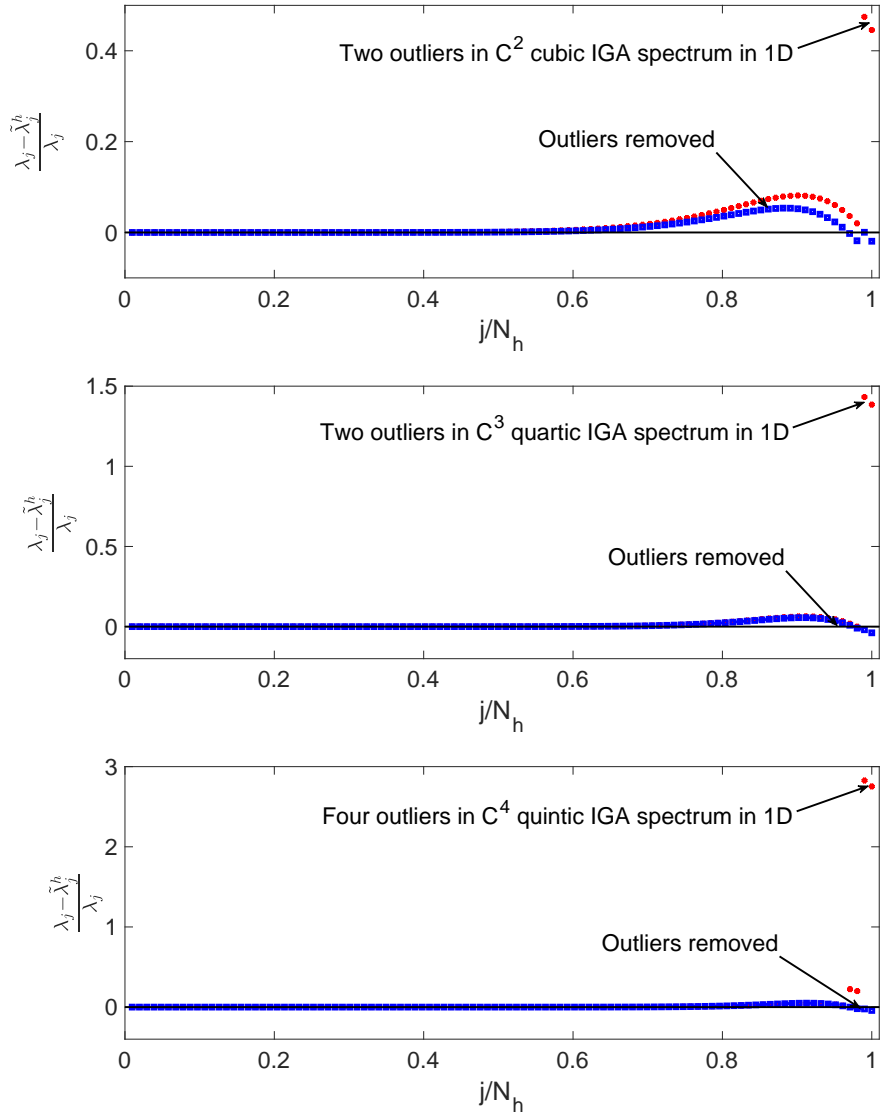 Two outliers in C^2 cubic IGA spectrum in 1D
Outliers removed
0.4
0.2
0
(λ_j − λ̃_j^h) / λ_j
0 0.2 0.4 0.6 0.8 1
j/N_h
Two outliers in C^3 quartic IGA spectrum in 1D
Outliers removed
1.5
1
0.5
0
(λ_j − λ̃_j^h) / λ_j
0 0.2 0.4 0.6 0.8 1
j/N_h
Four outliers in C^4 quintic IGA spectrum in 1D
Outliers removed
3
2
1
0
(λ_j − λ̃_j^h) / λ_j
0 0.2 0.4 0.6 0.8 1
j/N_h